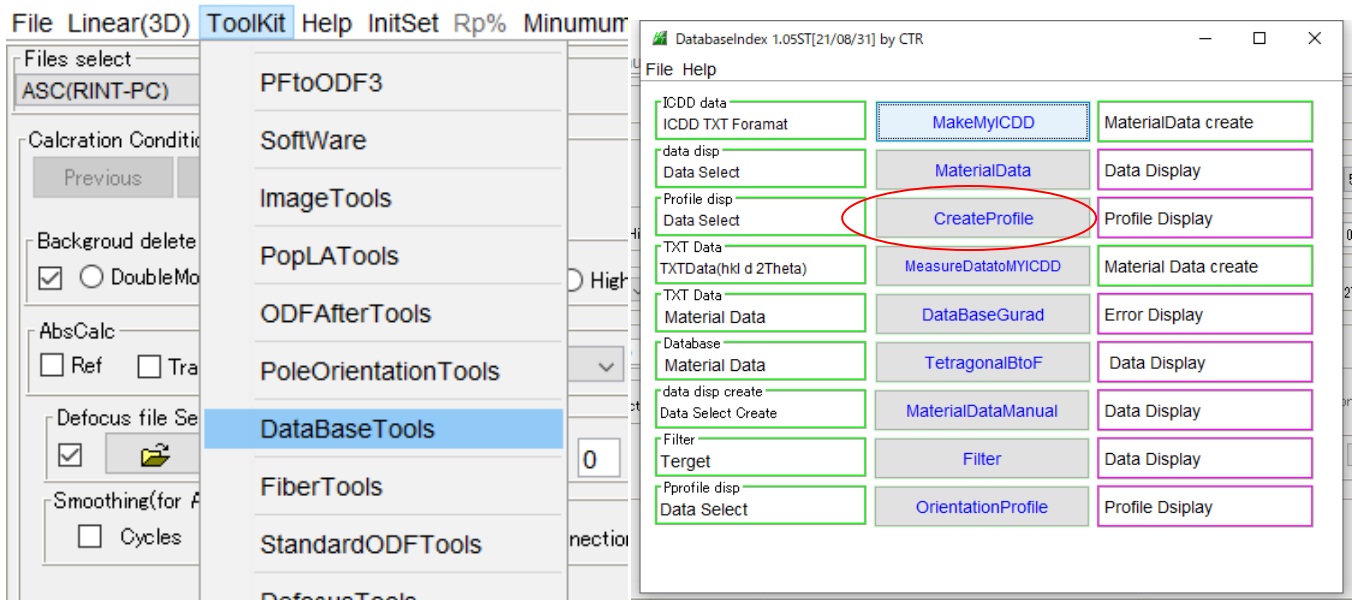 File Linear(3D) ToolKit Help InitSet Rp% Minumum
Files select
ASC(RINT-PC)
Calcration Conditio
Previous
Backgroud delete
DoubleMo
High
AbsCalc
Ref
Tra
Defocus file Se
0
Smoothing(for A
Cycles
nection
PFtoODF3
SoftWare
ImageTools
PopLATools
ODFAfterTools
PoleOrientationTools
DataBaseTools
FiberTools
StandardODFTools
DefocusTools
DatabaseIndex 1.05ST[21/08/31] by CTR
File Help
ICDD data
ICDD TXT Foramat
MakeMyICDD
MaterialData create
data disp
Data Select
MaterialData
Data Display
Profile disp
Data Select
CreateProfile
Profile Display
TXT Data
TXTData(hkl d 2Theta)
MeasureDatatoMYICDD
Material Data create
TXT Data
Material Data
DataBaseGurad
Error Display
Database
Material Data
TetragonalBtoF
Data Display
data disp create
Data Select Create
MaterialDataManual
Data Display
Filter
Terget
Filter
Data Display
Pprofile disp
Data Select
OrientationProfile
Profile Dsiplay